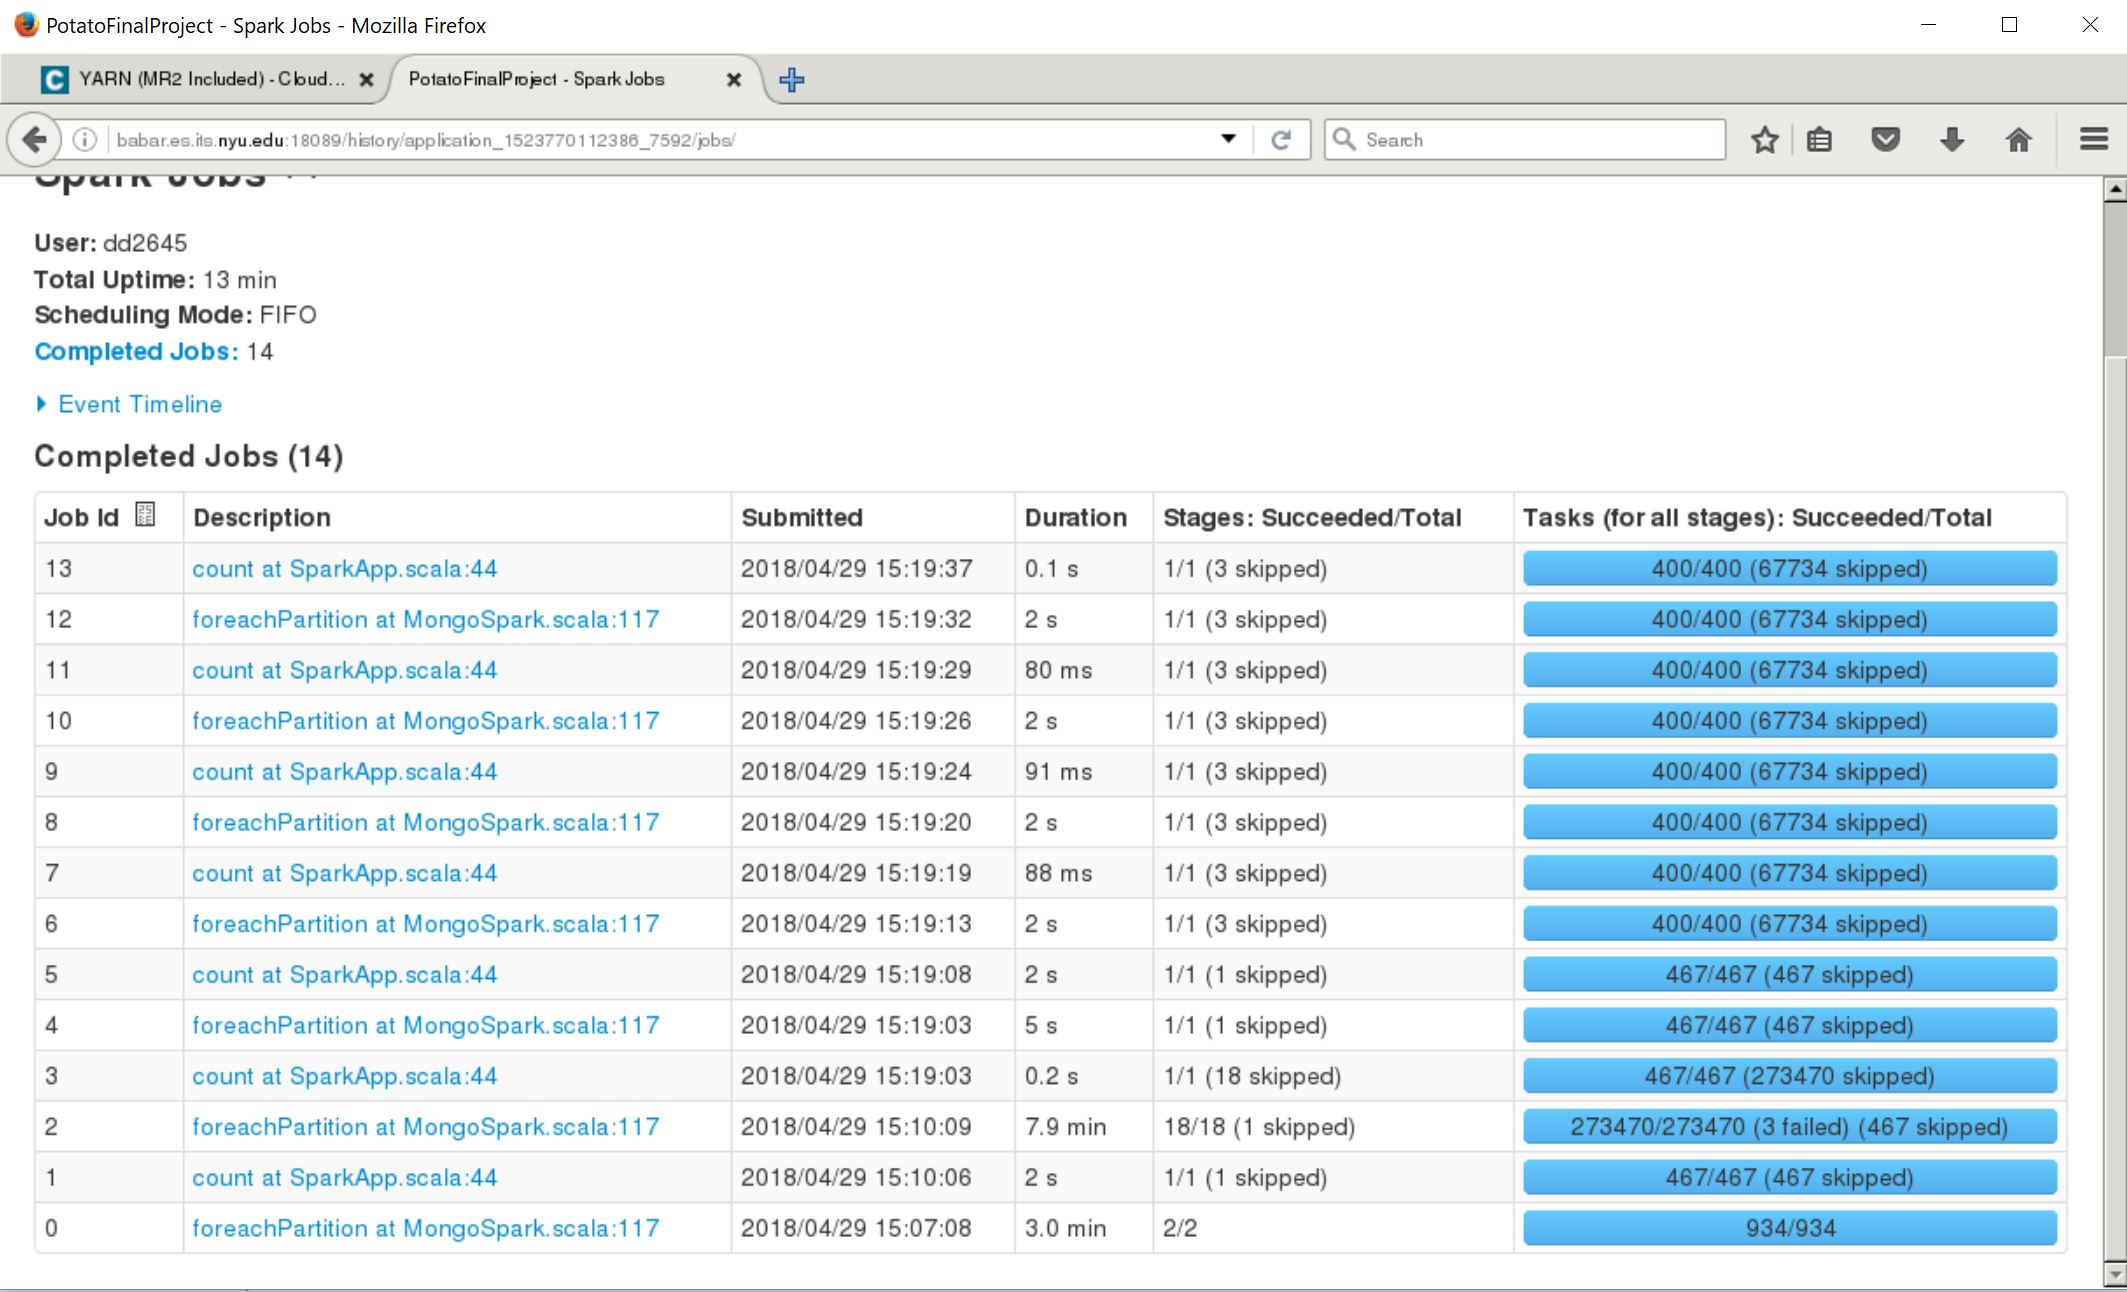 PotatoFinalProject - Spark Jobs - Mozilla Firefox
YARN (MR2 Included) - Cloud... PotatoFinalProject - Spark Jobs
babar.es.its.nyu.edu:18089/history/application_1523770112386_7592/jobs/ Search
Spark Jobs
User: dd2645
Total Uptime: 13 min
Scheduling Mode: FIFO
Completed Jobs: 14
Event Timeline
Completed Jobs (14)
Job Id Description Submitted Duration Stages: Succeeded/Total Tasks (for all stages): Succeeded/Total
13 count at SparkApp.scala:44 2018/04/29 15:19:37 0.1 s 1/1 (3 skipped) 400/400 (67734 skipped)
12 foreachPartition at MongoSpark.scala:117 2018/04/29 15:19:32 2 s 1/1 (3 skipped) 400/400 (67734 skipped)
11 count at SparkApp.scala:44 2018/04/29 15:19:29 80 ms 1/1 (3 skipped) 400/400 (67734 skipped)
10 foreachPartition at MongoSpark.scala:117 2018/04/29 15:19:26 2 s 1/1 (3 skipped) 400/400 (67734 skipped)
9 count at SparkApp.scala:44 2018/04/29 15:19:24 91 ms 1/1 (3 skipped) 400/400 (67734 skipped)
8 foreachPartition at MongoSpark.scala:117 2018/04/29 15:19:20 2 s 1/1 (3 skipped) 400/400 (67734 skipped)
7 count at SparkApp.scala:44 2018/04/29 15:19:19 88 ms 1/1 (3 skipped) 400/400 (67734 skipped)
6 foreachPartition at MongoSpark.scala:117 2018/04/29 15:19:13 2 s 1/1 (3 skipped) 400/400 (67734 skipped)
5 count at SparkApp.scala:44 2018/04/29 15:19:08 2 s 1/1 (1 skipped) 467/467 (467 skipped)
4 foreachPartition at MongoSpark.scala:117 2018/04/29 15:19:03 5 s 1/1 (1 skipped) 467/467 (467 skipped)
3 count at SparkApp.scala:44 2018/04/29 15:19:03 0.2 s 1/1 (18 skipped) 467/467 (273470 skipped)
2 foreachPartition at MongoSpark.scala:117 2018/04/29 15:10:09 7.9 min 18/18 (1 skipped) 273470/273470 (3 failed) (467 skipped)
1 count at SparkApp.scala:44 2018/04/29 15:10:06 2 s 1/1 (1 skipped) 467/467 (467 skipped)
0 foreachPartition at MongoSpark.scala:117 2018/04/29 15:07:08 3.0 min 2/2 934/934